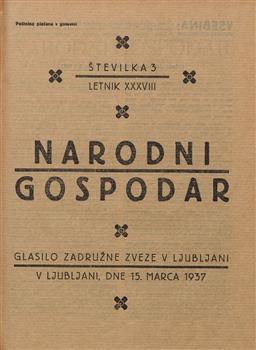 Poštnina plačana v gotovini
ŠTEVILKA 3
LETNIK XXXVIII
NARODNI
GOSPODAR
GLASILO ZADRUŽNE ZVEZE V LJUBLJANI
V LJUBLJANI, DNE 15. MARCA 1937